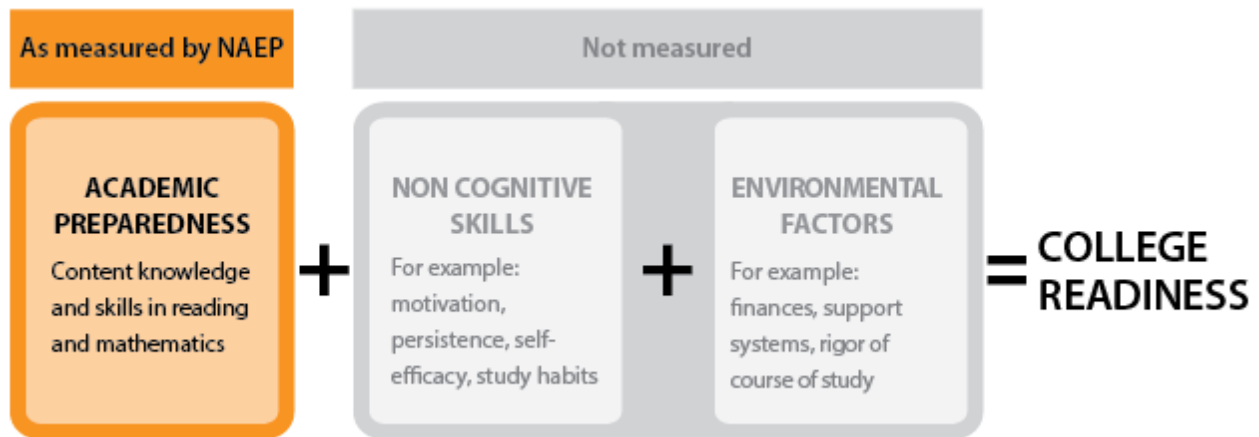 As measured by NAEP
Not measured
ACADEMIC
PREPAREDNESS
Content knowledge
and skills in reading
and mathematics
+
NON COGNITIVE
SKILLS
For example:
motivation,
persistence, self-
efficacy, study habits
+
ENVIRONMENTAL
FACTORS
For example:
finances, support
systems, rigor of
course of study
=
COLLEGE
READINESS